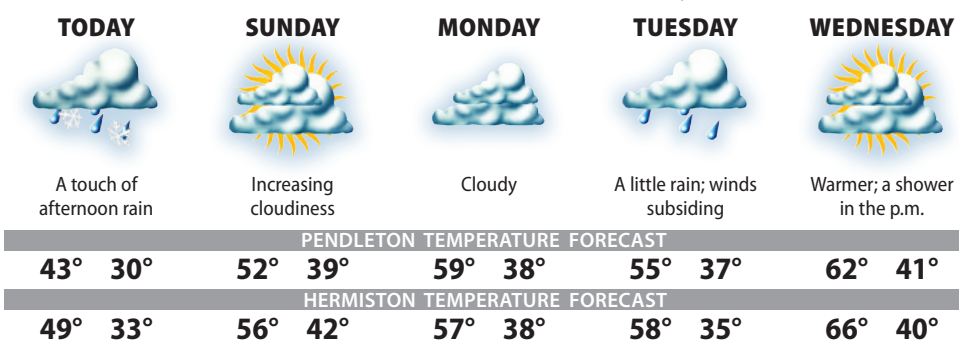 TODAY SUNDAY MONDAY TUESDAY WEDNESDAY
A touch of afternoon rain
Increasing cloudiness
Cloudy
A little rain; winds subsiding
Warmer; a shower in the p.m.
PENDLETON TEMPERATURE FORECAST
43° 30° 52° 39° 59° 38° 55° 37° 62° 41°
HERMISTON TEMPERATURE FORECAST
49° 33° 56° 42° 57° 38° 58° 35° 66° 40°